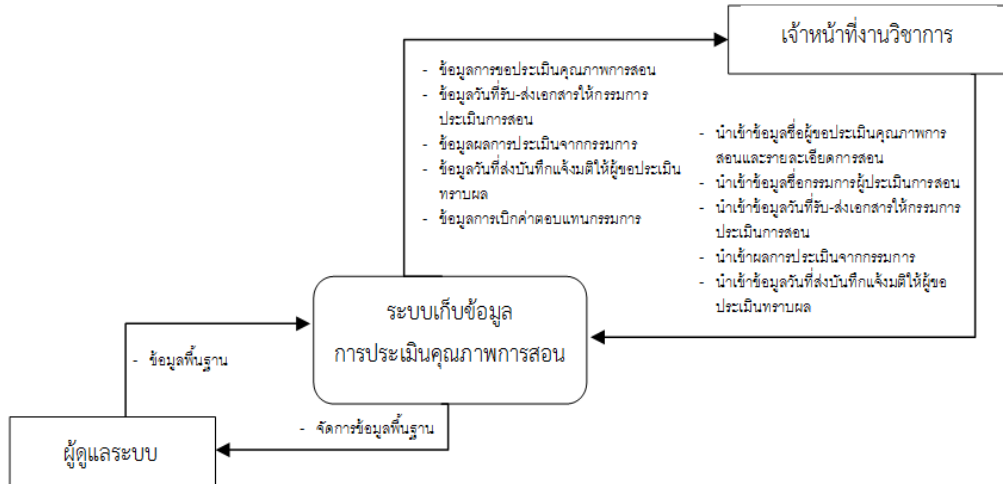 เจ้าหน้าที่งานวิชาการ
- ข้อมูลการขอประเมินคุณภาพการสอน
- ข้อมูลวันที่รับ-ส่งเอกสารให้กรรมการ
ประเมินการสอน
- ข้อมูลผลการประเมินจากกรรมการ
- ข้อมูลวันที่ส่งบันทึกแจ้งมติให้ผู้ขอประเมิน
ทราบผล
- ข้อมูลการเบิกค่าตอบแทนกรรมการ
- นำเข้าข้อมูลชื่อผู้ขอประเมินคุณภาพการ
สอนและรายละเอียดการสอน
- นำเข้าข้อมูลชื่อกรรมการผู้ประเมินการสอน
- นำเข้าข้อมูลวันที่รับ-ส่งเอกสารให้กรรมการ
ประเมินการสอน
- นำเข้าผลการประเมินจากกรรมการ
- นำเข้าข้อมูลวันที่ส่งบันทึกแจ้งมติให้ผู้ขอ
ประเมินทราบผล
ระบบเก็บข้อมูล
การประเมินคุณภาพการสอน
- ข้อมูลพื้นฐาน
- จัดการข้อมูลพื้นฐาน
ผู้ดูแลระบบ